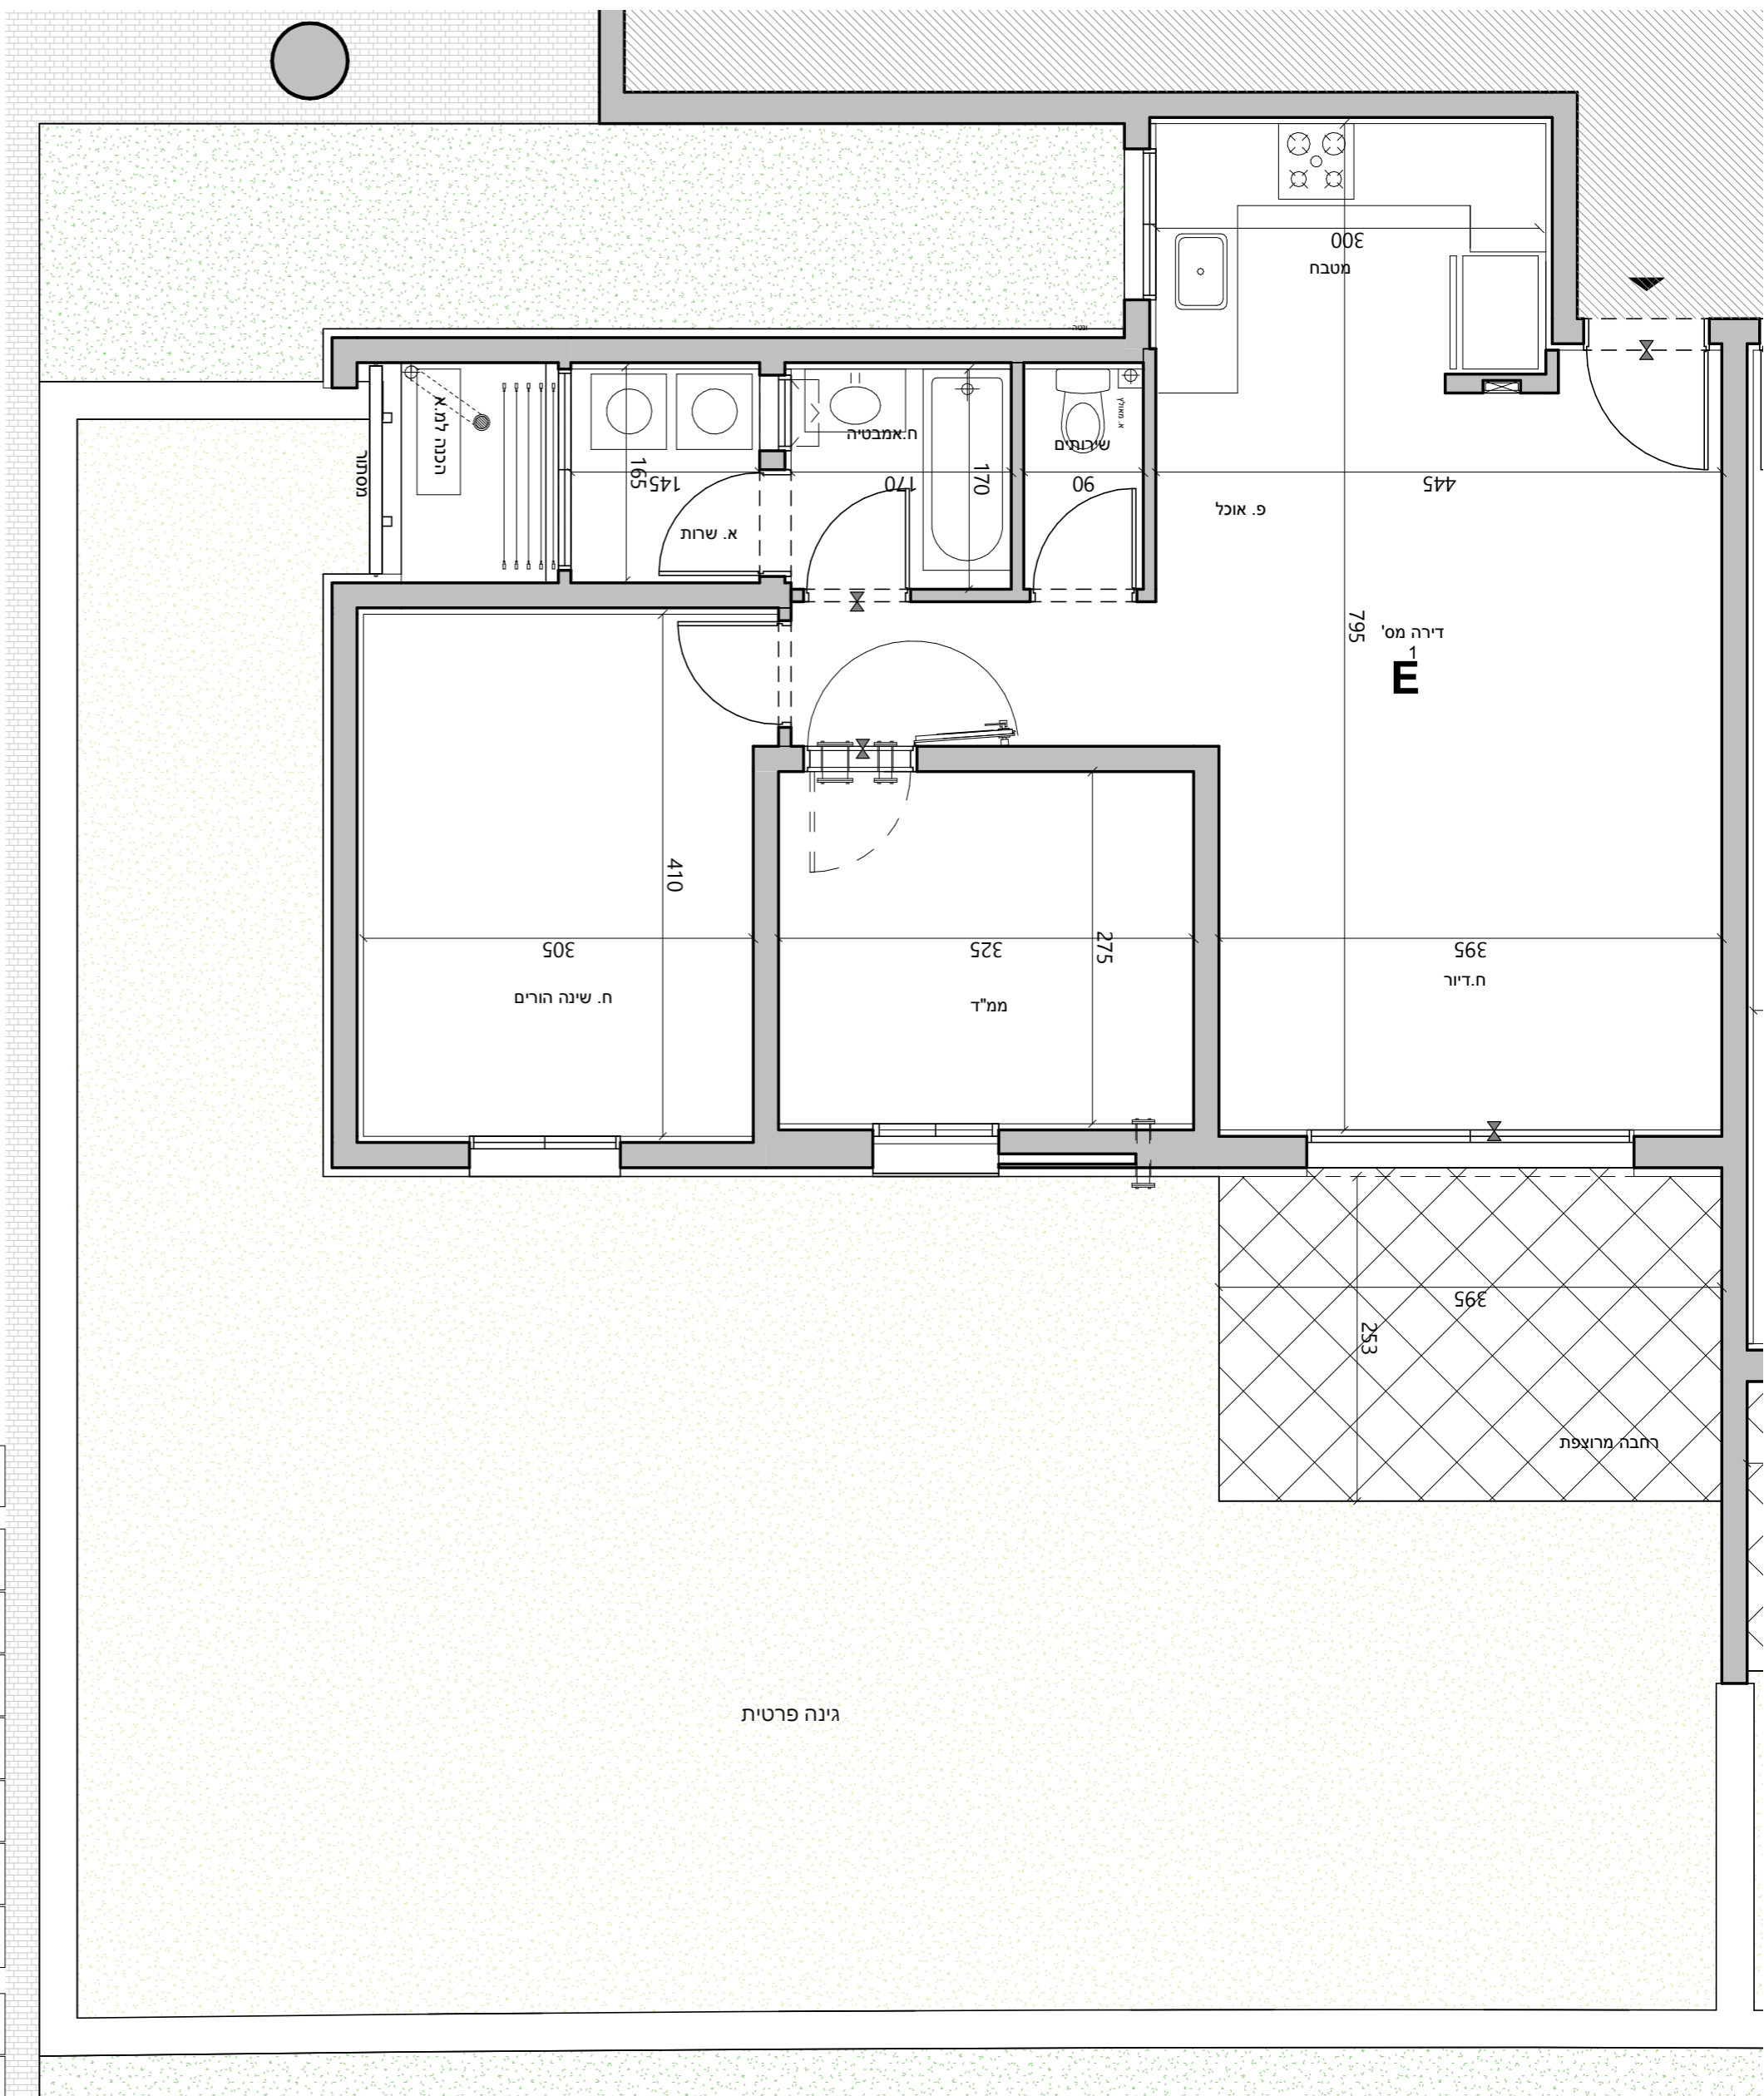 300
מטבח
הכנה למ.א
מסתור
165
145
א. שרות
ח.אמבטיה
170
170
שירותים
א. מאולץ
90
445
פ. אוכל
795
דירה מס'
1
E
410
305
ח. שינה הורים
325
275
ממ"ד
395
ח.דיור
395
253
רחבה מרוצפת
גינה פרטית